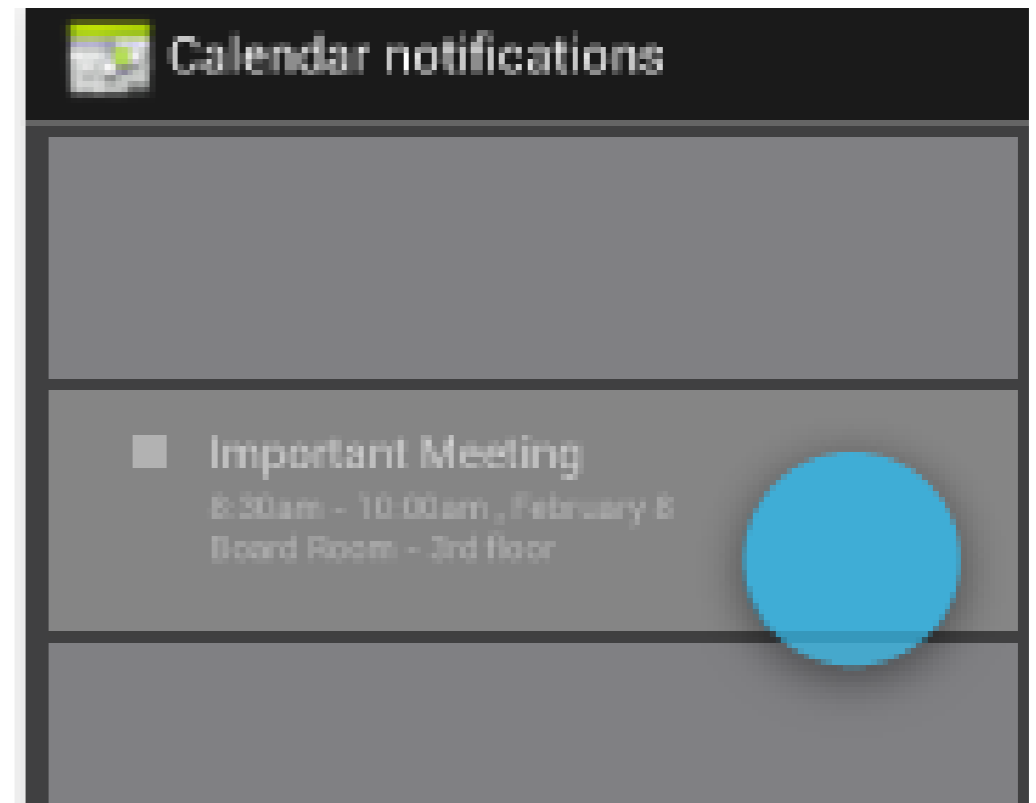 Calendar notifications
Important Meeting
8:30am - 10:00am , February 8
Board Room - 3rd floor